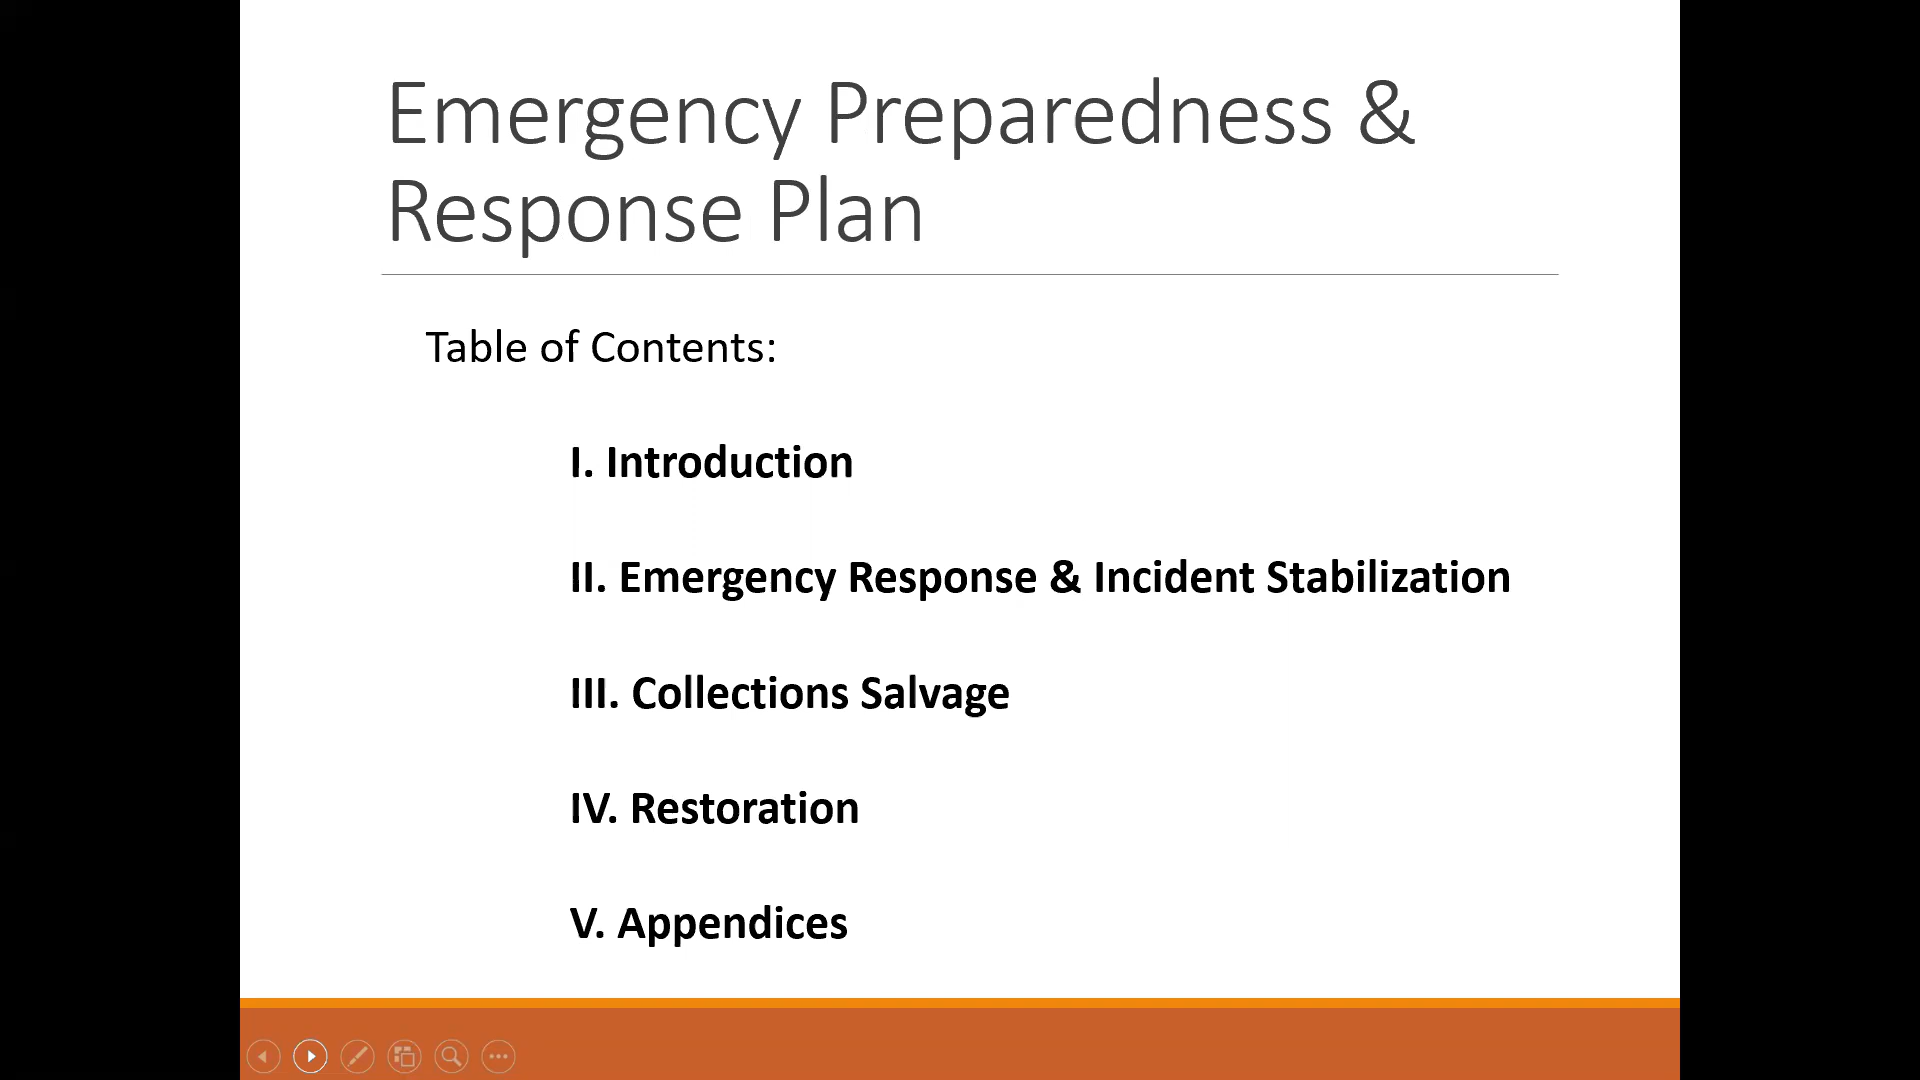 Emergency Preparedness &
Response Plan
Table of Contents:
I. Introduction
II. Emergency Response & Incident Stabilization
III. Collections Salvage
IV. Restoration
V. Appendices